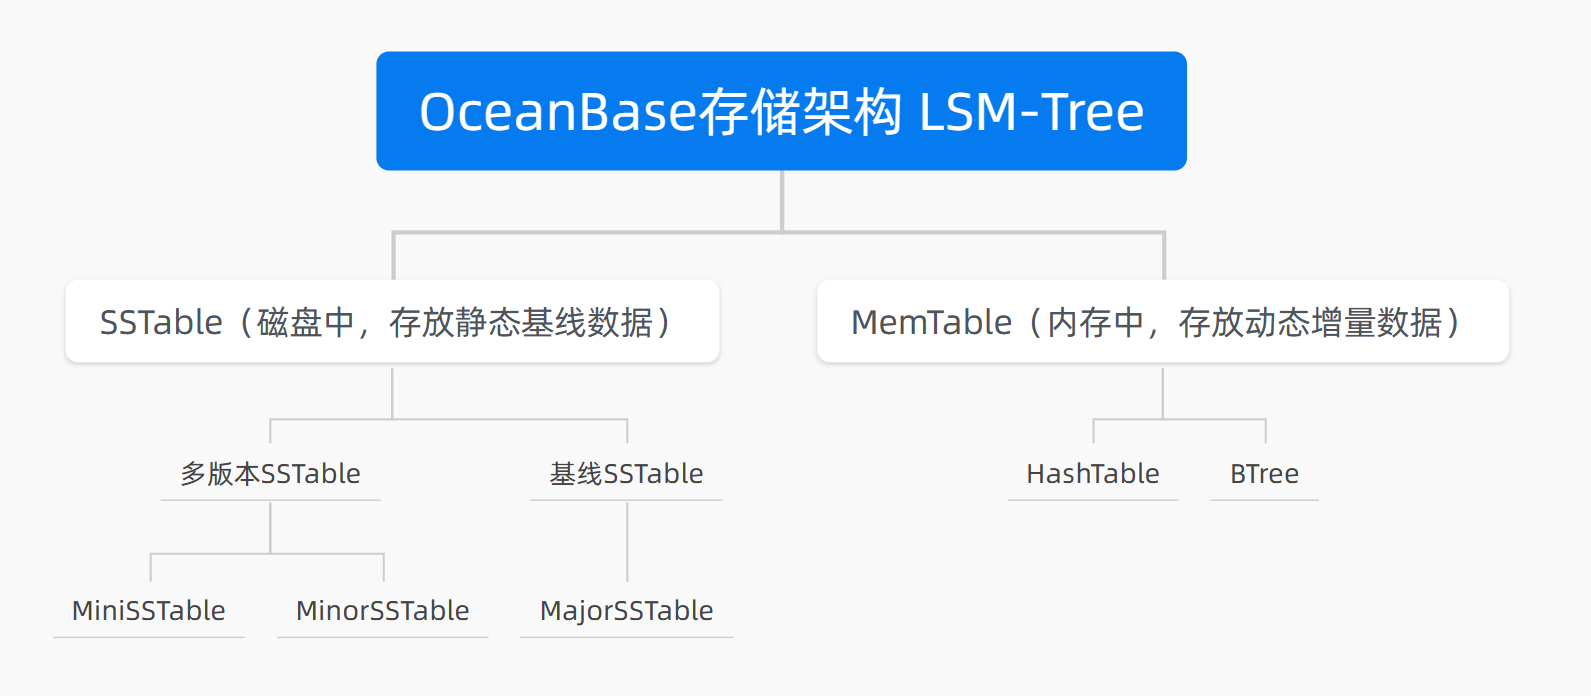 OceanBase存储架构 LSM-Tree
SSTable（磁盘中，存放静态基线数据）
MemTable（内存中，存放动态增量数据）
多版本SSTable
基线SSTable
HashTable
BTree
MiniSSTable
MinorSSTable
MajorSSTable